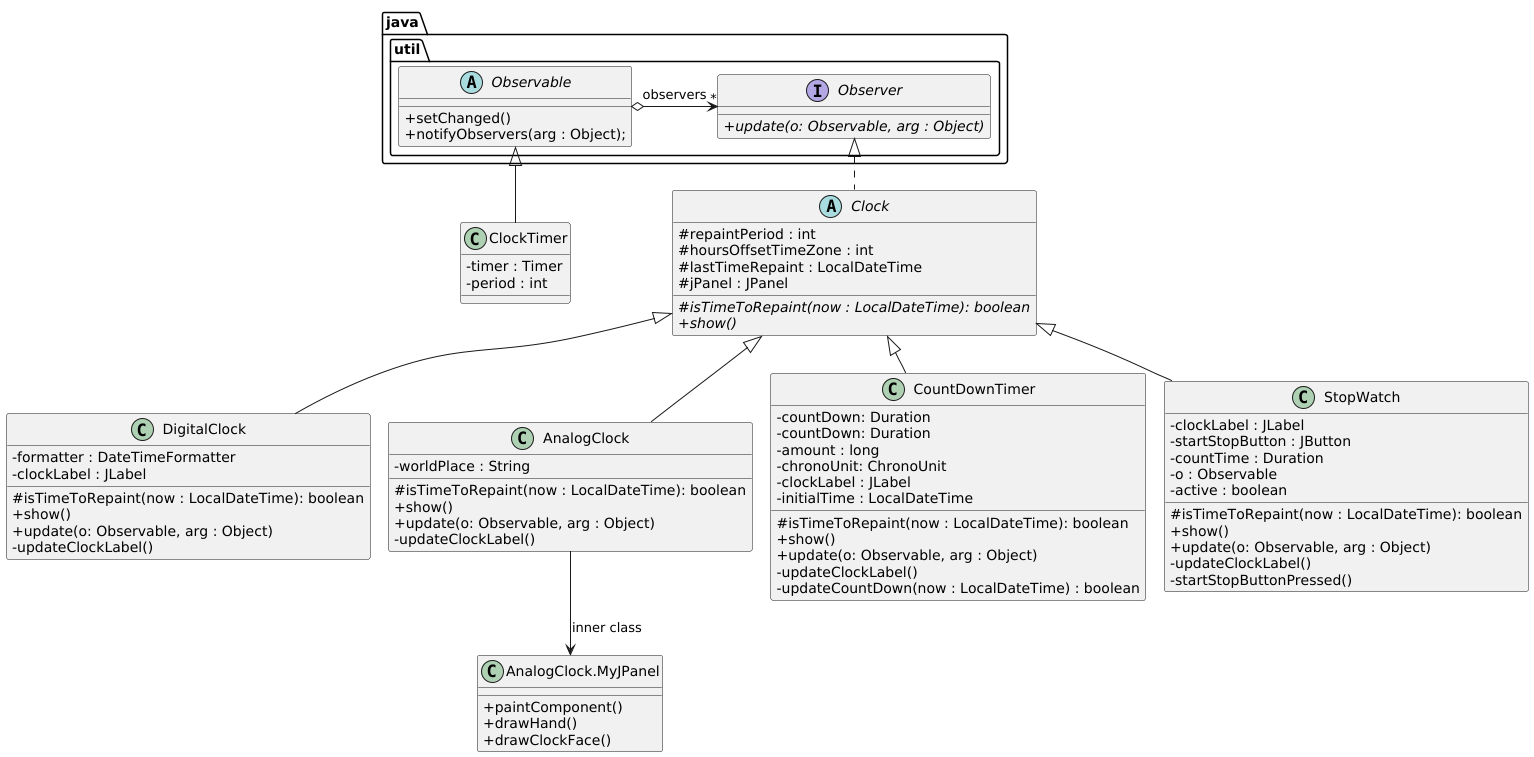 java
util
A Observable
+setChanged()
+notifyObservers(arg : Object);
observers *
I Observer
+update(o: Observable, arg : Object)
C ClockTimer
-timer : Timer
-period : int
A Clock
#repaintPeriod : int
#hoursOffsetTimeZone : int
#lastTimeRepaint : LocalDateTime
#jPanel : JPanel
#isTimeToRepaint(now : LocalDateTime): boolean
+show()
C DigitalClock
-formatter : DateTimeFormatter
-clockLabel : JLabel
#isTimeToRepaint(now : LocalDateTime): boolean
+show()
+update(o: Observable, arg : Object)
-updateClockLabel()
C AnalogClock
-worldPlace : String
#isTimeToRepaint(now : LocalDateTime): boolean
+show()
+update(o: Observable, arg : Object)
-updateClockLabel()
C CountDownTimer
-countDown: Duration
-countDown: Duration
-amount : long
-chronoUnit: ChronoUnit
-clockLabel : JLabel
-initialTime : LocalDateTime
#isTimeToRepaint(now : LocalDateTime): boolean
+show()
+update(o: Observable, arg : Object)
-updateClockLabel()
-updateCountDown(now : LocalDateTime) : boolean
C StopWatch
-clockLabel : JLabel
-startStopButton : JButton
-countTime : Duration
-o : Observable
-active : boolean
#isTimeToRepaint(now : LocalDateTime): boolean
+show()
+update(o: Observable, arg : Object)
-updateClockLabel()
-startStopButtonPressed()
inner class
C AnalogClock.MyJPanel
+paintComponent()
+drawHand()
+drawClockFace()